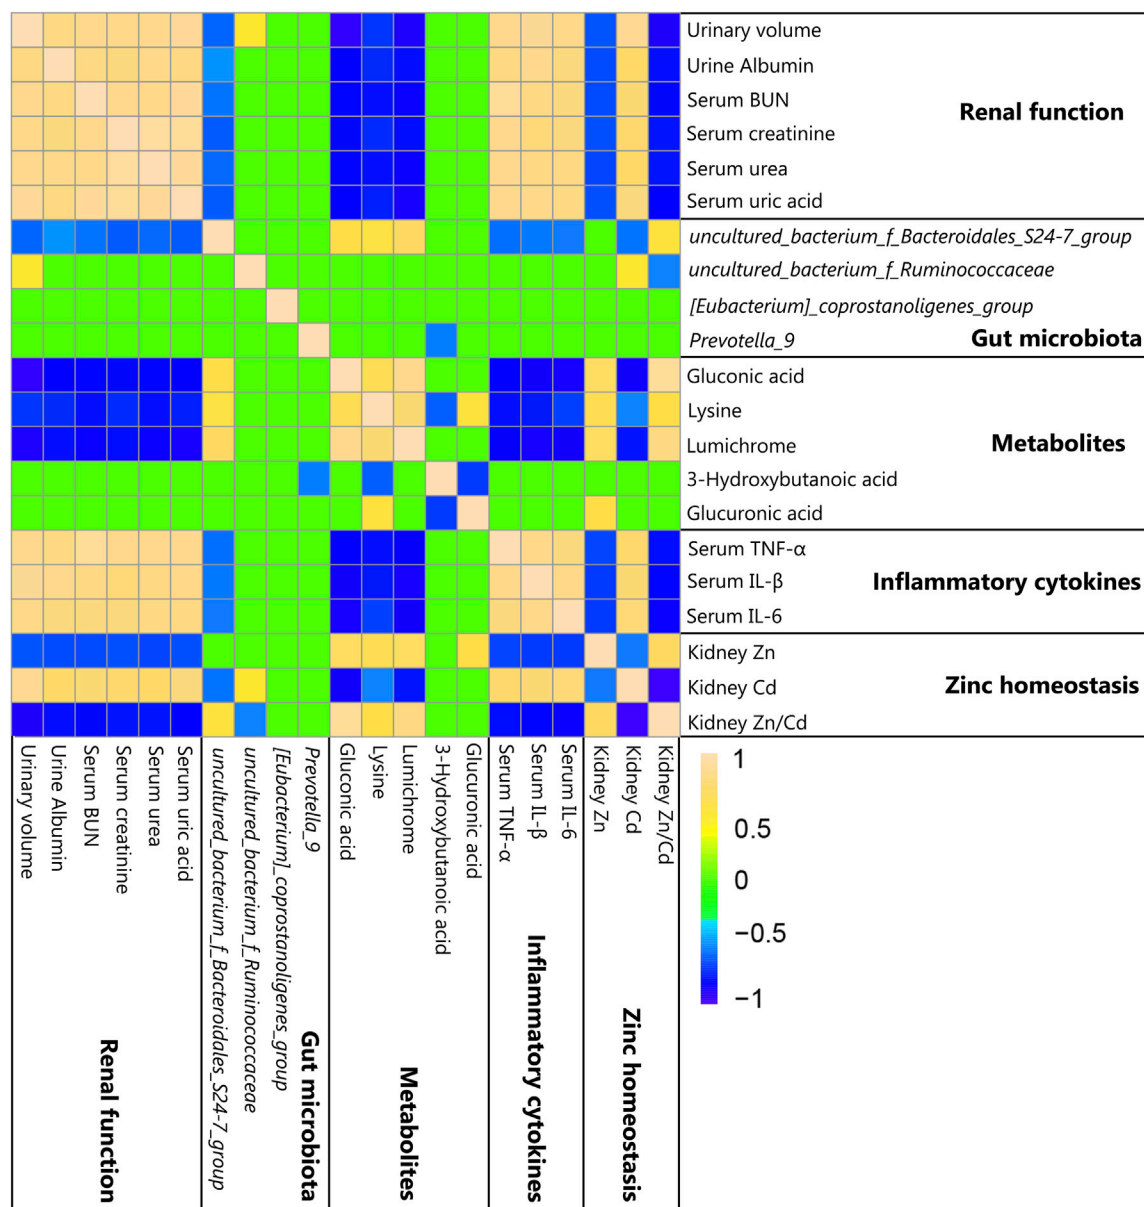 Urinary volume
Urine Albumin
Serum BUN
Renal function
Serum creatinine
Serum urea
Serum uric acid
uncultured_bacterium_f_Bacteroidales_S24-7_group
uncultured_bacterium_f_Ruminococcaceae
[Eubacterium]_coprostanoligenes_group
Prevotella_9
Gut microbiota
Gluconic acid
Lysine
Lumichrome
Metabolites
3-Hydroxybutanoic acid
Glucuronic acid
Serum TNF-α
Serum IL-β
Inflammatory cytokines
Serum IL-6
Kidney Zn
Kidney Cd
Zinc homeostasis
Kidney Zn/Cd
Urinary volume
Urine Albumin
Serum BUN
Serum creatinine
Serum urea
Serum uric acid
uncultured_bacterium_f_Bacteroidales_S24-7_group
uncultured_bacterium_f_Ruminococcaceae
[Eubacterium]_coprostanoligenes_group
Prevotella_9
Gluconic acid
Lysine
Lumichrome
3-Hydroxybutanoic acid
Glucuronic acid
Serum TNF-α
Serum IL-β
Serum IL-6
Kidney Zn
Kidney Cd
Kidney Zn/Cd
1
0.5
0
−0.5
−1
Renal function
Gut microbiota
Metabolites
Inflammatory cytokines
Zinc homeostasis